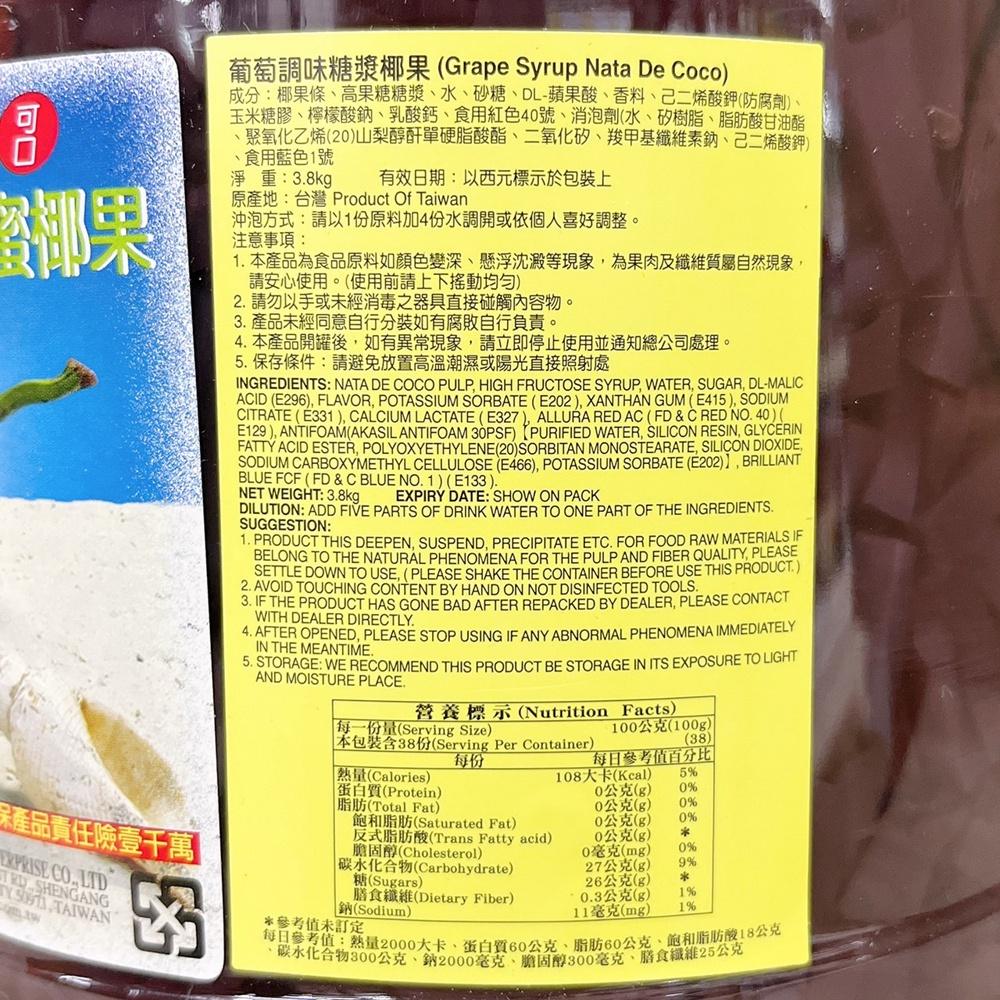 可口
蜜椰果
保產品責任險壹千萬
ERPRISE CO., LTD
ST RD., SHENGANG
TY 50971, TAIWAN
葡萄調味糖漿椰果 (Grape Syrup Nata De Coco)
成分：椰果條、高果糖糖漿、水、砂糖、DL-蘋果酸、香料、己二烯酸鉀(防腐劑)、
玉米糖膠、檸檬酸鈉、乳酸鈣、食用紅色40號、消泡劑(水、矽樹脂、脂肪酸甘油酯
、聚氧化乙烯(20)山梨醇酐單硬脂酸酯、二氧化矽、羧甲基纖維素鈉、己二烯酸鉀)
、食用藍色1號
淨 重：3.8kg 有效日期：以西元標示於包裝上
原產地：台灣 Product Of Taiwan
沖泡方式：請以1份原料加4份水調開或依個人喜好調整。
注意事項：
1. 本產品為食品原料如顏色變深、懸浮沈澱等現象，為果肉及纖維質屬自然現象，
請安心使用。(使用前請上下搖動均勻)
2. 請勿以手或未經消毒之器具直接碰觸內容物。
3. 產品未經同意自行分裝如有腐敗自行負責。
4. 本產品開罐後，如有異常現象，請立即停止使用並通知總公司處理。
5. 保存條件：請避免放置高溫潮濕或陽光直接照射處
INGREDIENTS: NATA DE COCO PULP, HIGH FRUCTOSE SYRUP, WATER, SUGAR, DL-MALIC
ACID (E296), FLAVOR, POTASSIUM SORBATE ( E202 ), XANTHAN GUM ( E415 ), SODIUM
CITRATE ( E331 ), CALCIUM LACTATE ( E327 ), ALLURA RED AC ( FD & C RED NO. 40 ) (
E129 ), ANTIFOAM(AKASIL ANTIFOAM 30PSF)【PURIFIED WATER, SILICON RESIN, GLYCERIN
FATTY ACID ESTER, POLYOXYETHYLENE(20)SORBITAN MONOSTEARATE, SILICON DIOXIDE,
SODIUM CARBOXYMETHYL CELLULOSE (E466), POTASSIUM SORBATE (E202)】, BRILLIANT
BLUE FCF ( FD & C BLUE NO. 1 ) ( E133 ).
NET WEIGHT: 3.8kg EXPIRY DATE: SHOW ON PACK
DILUTION: ADD FIVE PARTS OF DRINK WATER TO ONE PART OF THE INGREDIENTS.
SUGGESTION:
1. PRODUCT THIS DEEPEN, SUSPEND, PRECIPITATE ETC. FOR FOOD RAW MATERIALS IF
BELONG TO THE NATURAL PHENOMENA FOR THE PULP AND FIBER QUALITY, PLEASE
SETTLE DOWN TO USE, ( PLEASE SHAKE THE CONTAINER BEFORE USE THIS PRODUCT. )
2. AVOID TOUCHING CONTENT BY HAND ON NOT DISINFECTED TOOLS.
3. IF THE PRODUCT HAS GONE BAD AFTER REPACKED BY DEALER, PLEASE CONTACT
WITH DEALER DIRECTLY.
4. AFTER OPENED, PLEASE STOP USING IF ANY ABNORMAL PHENOMENA IMMEDIATELY
IN THE MEANTIME.
5. STORAGE: WE RECOMMEND THIS PRODUCT BE STORAGE IN ITS EXPOSURE TO LIGHT
AND MOISTURE PLACE.
營養標示 (Nutrition Facts)
每一份量(Serving Size) 100公克(100g)
本包裝含38份(Serving Per Container) (38)
每份 每日參考值百分比
熱量(Calories) 108大卡(Kcal) 5%
蛋白質(Protein) 0公克(g) 0%
脂肪(Total Fat) 0公克(g) 0%
飽和脂肪(Saturated Fat) 0公克(g) 0%
反式脂肪酸(Trans Fatty acid) 0公克(g) *
膽固醇(Cholesterol) 0毫克(mg) 0%
碳水化合物(Carbohydrate) 27公克(g) 9%
糖(Sugars) 26公克(g) *
膳食纖維(Dietary Fiber) 0.3公克(g) 1%
鈉(Sodium) 11毫克(mg) 1%
*參考值未訂定
每日參考值：熱量2000大卡、蛋白質60公克、脂肪60公克、飽和脂肪酸18公克
、碳水化合物300公克、鈉2000毫克、膽固醇300毫克、膳食纖維25公克